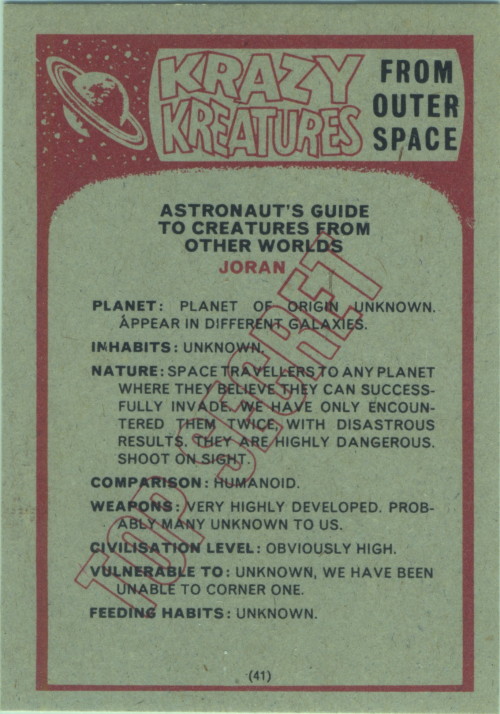 KRAZY
KREATURES
FROM
OUTER
SPACE
ASTRONAUT'S GUIDE
TO CREATURES FROM
OTHER WORLDS
JORAN
PLANET: PLANET OF ORIGIN UNKNOWN.
APPEAR IN DIFFERENT GALAXIES.
INHABITS: UNKNOWN.
NATURE: SPACE TRAVELLERS TO ANY PLANET
WHERE THEY BELIEVE THEY CAN SUCCESS-
FULLY INVADE. WE HAVE ONLY ENCOUN-
TERED THEM TWICE, WITH DISASTROUS
RESULTS. THEY ARE HIGHLY DANGEROUS.
SHOOT ON SIGHT.
COMPARISON: HUMANOID.
WEAPONS: VERY HIGHLY DEVELOPED. PROB-
ABLY MANY UNKNOWN TO US.
CIVILISATION LEVEL: OBVIOUSLY HIGH.
VULNERABLE TO: UNKNOWN, WE HAVE BEEN
UNABLE TO CORNER ONE.
FEEDING HABITS: UNKNOWN.
TOP SECRET
(41)